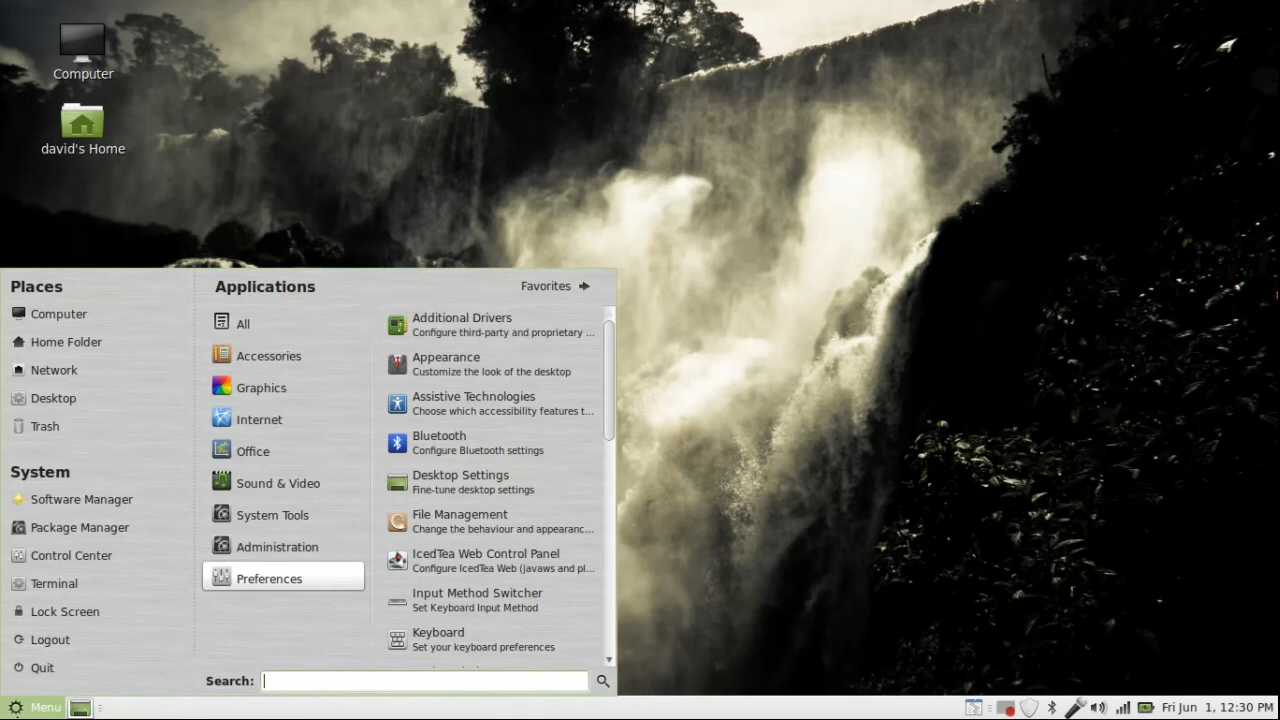 Computer
david's Home
Places
Computer
Home Folder
Network
Desktop
Trash
System
Software Manager
Package Manager
Control Center
Terminal
Lock Screen
Logout
Quit
Applications
Favorites
All
Accessories
Graphics
Internet
Office
Sound & Video
System Tools
Administration
Preferences
Additional Drivers
Configure third-party and proprietary ...
Appearance
Customize the look of the desktop
Assistive Technologies
Choose which accessibility features t...
Bluetooth
Configure Bluetooth settings
Desktop Settings
Fine-tune desktop settings
File Management
Change the behaviour and appearanc...
IcedTea Web Control Panel
Configure IcedTea Web (javaws and pl...
Input Method Switcher
Set Keyboard Input Method
Keyboard
Set your keyboard preferences
Search:
Menu
Fri Jun 1, 12:30 PM